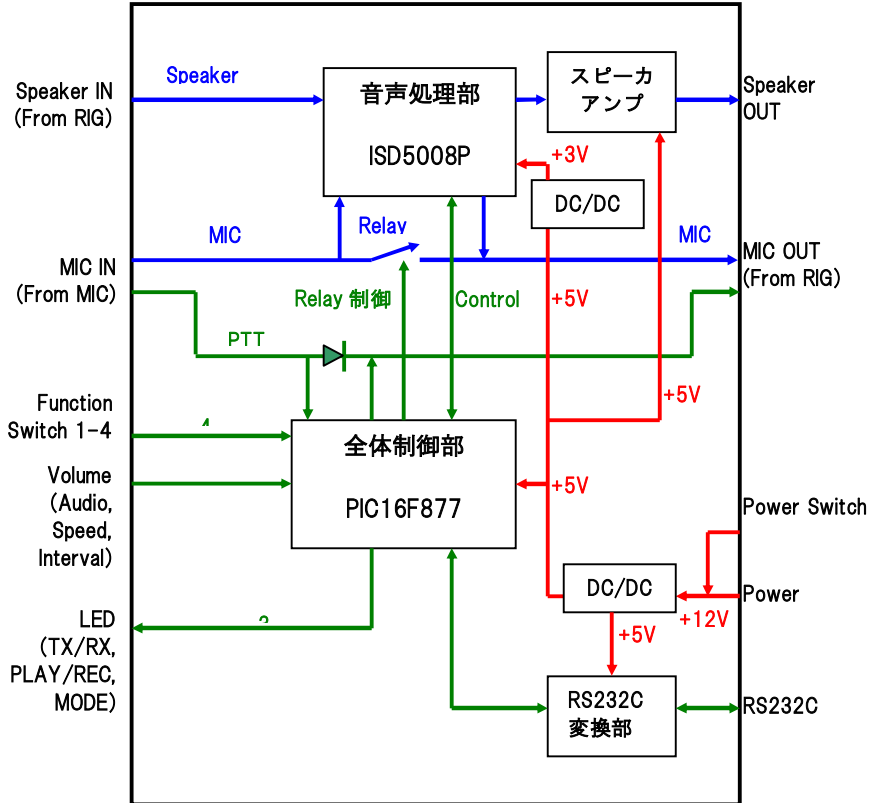 Speaker IN
(From RIG)
Speaker
音声処理部
ISD5008P
スピーカ
アンプ
Speaker
OUT
+3V
DC/DC
MIC
Relay
MIC
MIC IN
(From MIC)
MIC OUT
(From RIG)
Relay 制御
Control
+5V
PTT
+5V
Function
Switch 1-4
全体制御部
PIC16F877
+5V
Volume
(Audio,
Speed,
Interval)
Power Switch
DC/DC
Power
+12V
+5V
LED
(TX/RX,
PLAY/REC,
MODE)
RS232C
変換部
RS232C